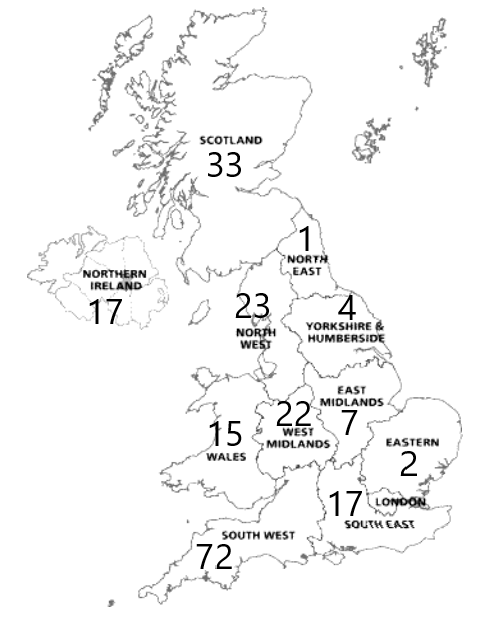 SCOTLAND
33
1
NORTH
EAST
NORTHERN
IRELAND
17
23
NORTH
WEST
4
YORKSHIRE &
HUMBERSIDE
EAST
MIDLANDS
7
22
WEST
MIDLANDS
15
WALES
EASTERN
2
LONDON
17
SOUTH EAST
SOUTH WEST
72